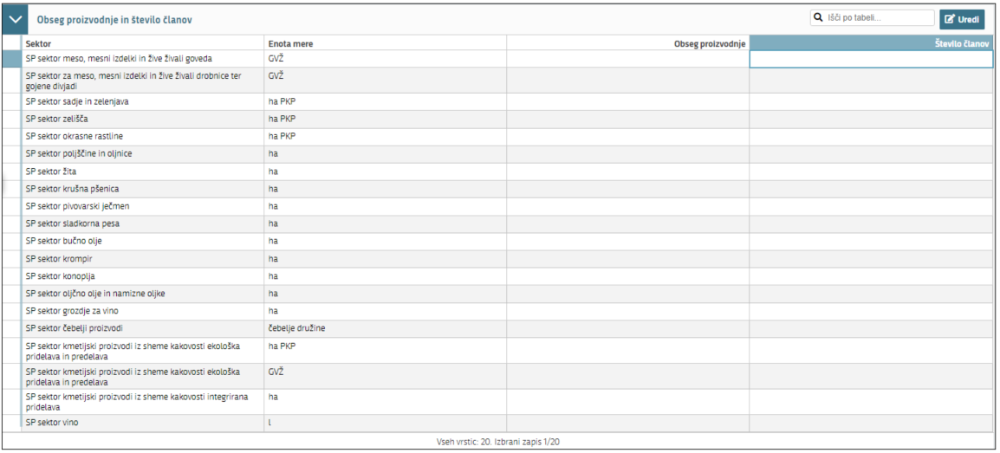 Obseg proizvodnje in število članov
Išči po tabeli...
Uredi
Sektor Enota mere Obseg proizvodnje Število članov
SP sektor meso, mesni izdelki in žive živali goveda GVŽ
SP sektor za meso, mesni izdelki in žive živali drobnice ter GVŽ
gojene divjadi
SP sektor sadje in zelenjava ha PKP
SP sektor zelišča ha PKP
SP sektor okrasne rastline ha PKP
SP sektor poljščine in oljnice ha
SP sektor žita ha
SP sektor krušna pšenica ha
SP sektor pivovarski ječmen ha
SP sektor sladkorna pesa ha
SP sektor bučno olje ha
SP sektor krompir ha
SP sektor konoplja ha
SP sektor oljčno olje in namizne oljke ha
SP sektor grozdje za vino ha
SP sektor čebelji proizvodi čebelje družine
SP sektor kmetijski proizvodi iz sheme kakovosti ekološka ha PKP
pridelava in predelava
SP sektor kmetijski proizvodi iz sheme kakovosti ekološka GVŽ
pridelava in predelava
SP sektor kmetijski proizvodi iz sheme kakovosti integrirana ha
pridelava
SP sektor vino l
Vseh vrstic: 20. Izbrani zapis 1/20